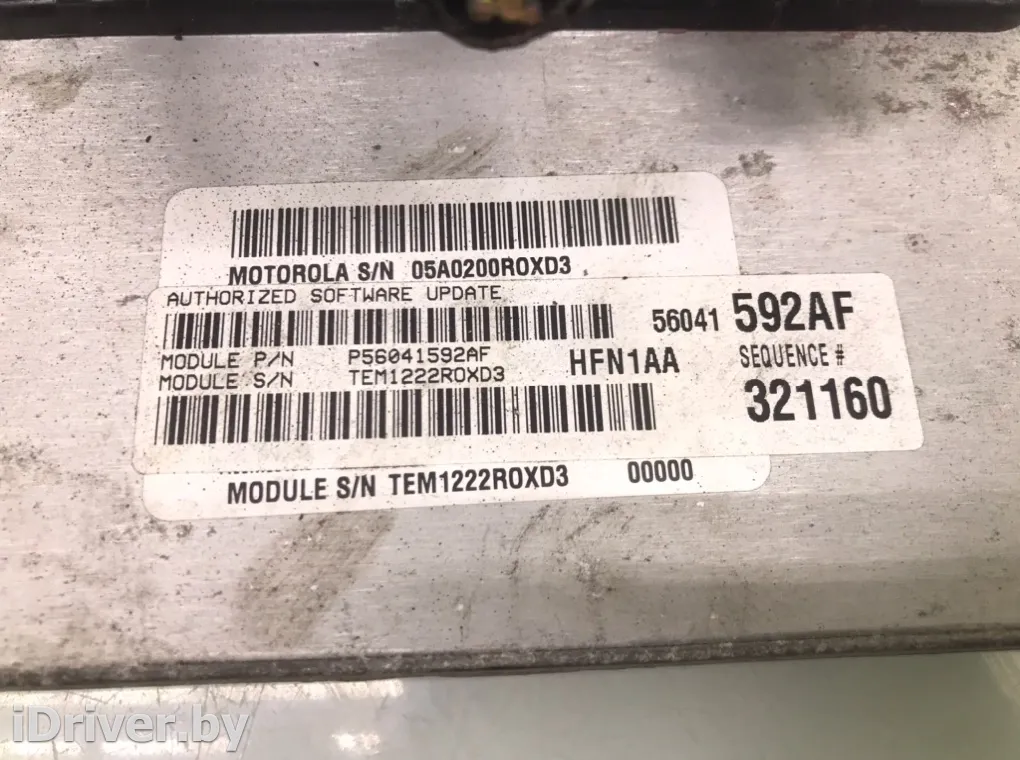 MOTOROLA S/N 05A0200ROXD3
AUTHORIZED SOFTWARE UPDATE
56041 592AF
MODULE P/N P56041592AF
MODULE S/N TEM1222ROXD3
HFN1AA
SEQUENCE #
321160
MODULE S/N TEM1222ROXD3 00000
iDriver.by